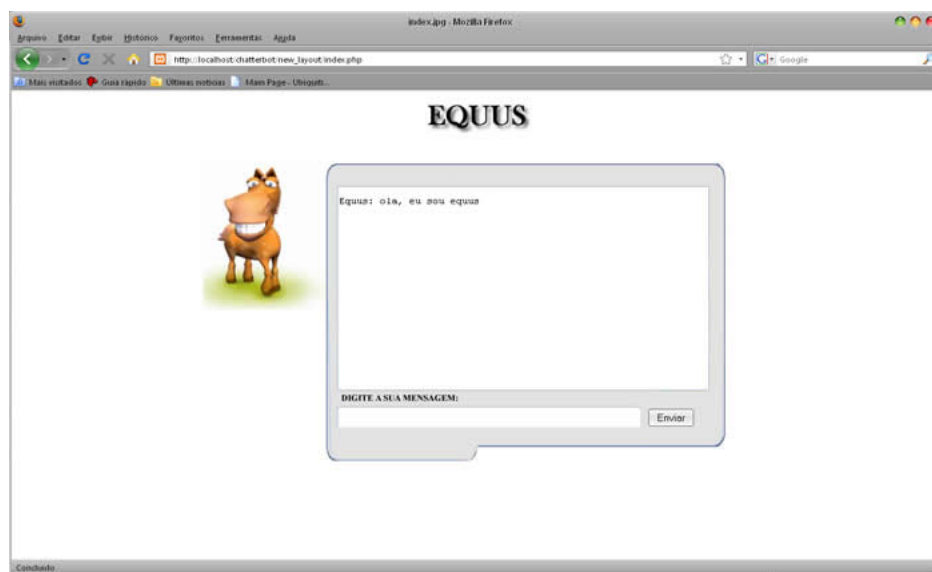 index.jpg - Mozilla Firefox
Arquivo Editar Exibir Histórico Favoritos Ferramentas Ajuda
http://localhost/chatterbot/new_layout/index.php
Google
Mais visitados Guia rápido Últimas notícias Main Page - Ubiquiti...
EQUUS
Equus: ola, eu sou equus
DIGITE A SUA MENSAGEM:
Enviar
Concluído